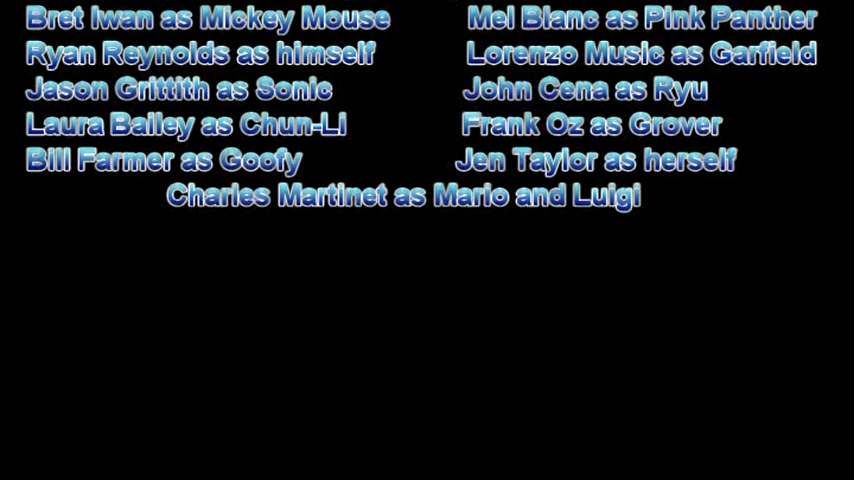 Bret Iwan as Mickey Mouse Mel Blanc as Pink Panther
Ryan Reynolds as himself Lorenzo Music as Garfield
Jason Grittith as Sonic John Cena as Ryu
Laura Bailey as Chun-Li Frank Oz as Grover
Bill Farmer as Goofy Jen Taylor as herself
Charles Martinet as Mario and Luigi